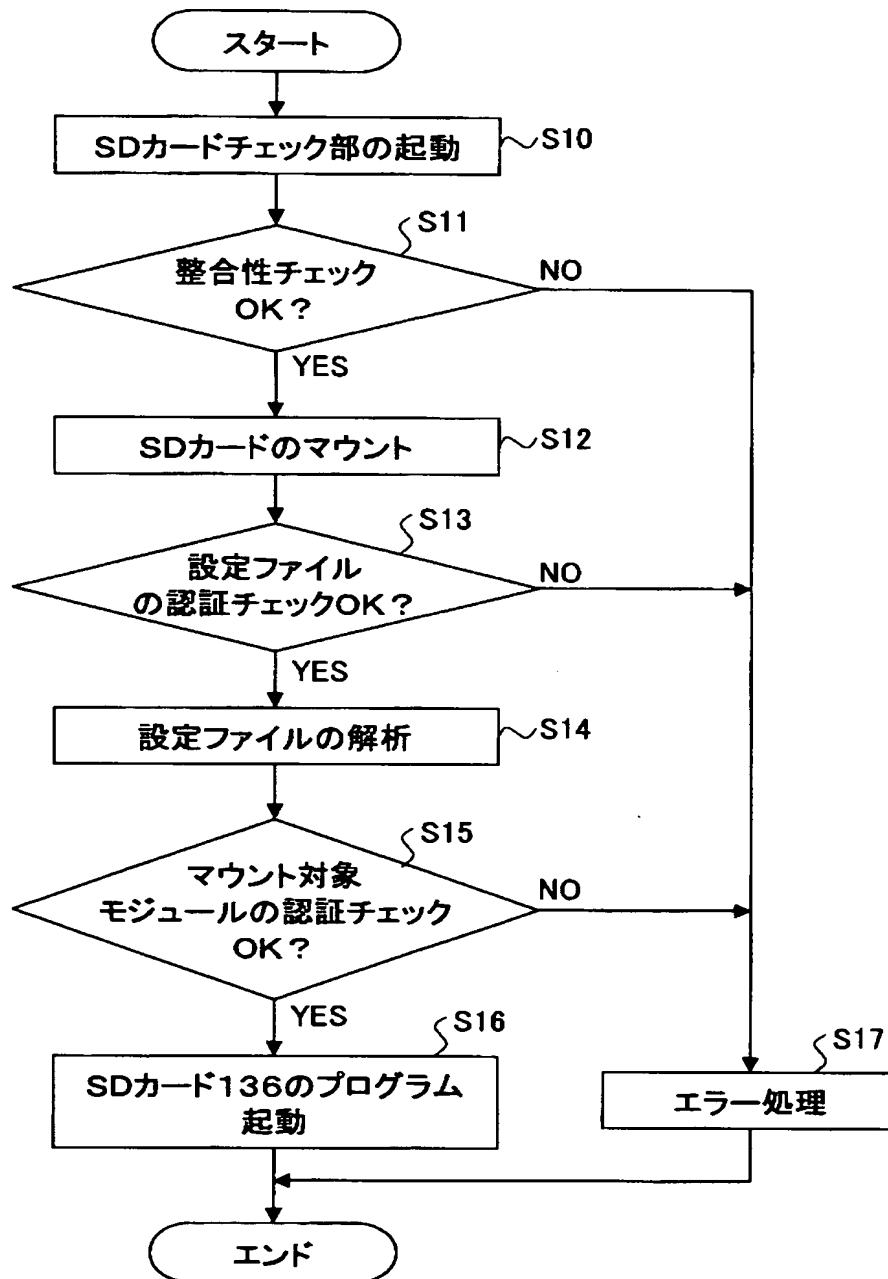 スタート
SDカードチェック部の起動
S10
S11
整合性チェック
OK？
NO
YES
SDカードのマウント
S12
S13
設定ファイル
の認証チェックOK？
NO
YES
設定ファイルの解析
S14
S15
マウント対象
モジュールの認証チェック
OK？
NO
YES
S16
SDカード136のプログラム
起動
S17
エラー処理
エンド